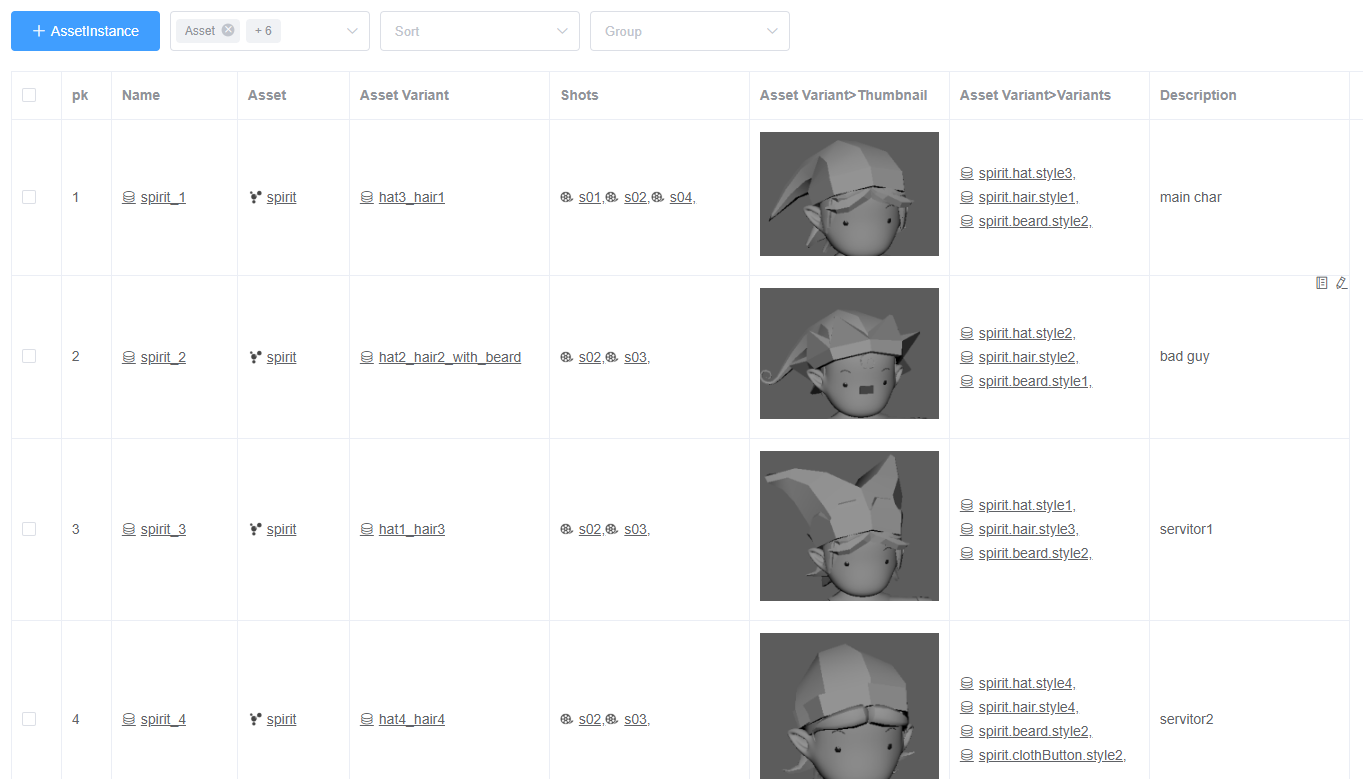 + AssetInstance Asset + 6 Sort Group
pk Name Asset Asset Variant Shots Asset Variant>Thumbnail Asset Variant>Variants Description
1 spirit_1 spirit hat3_hair1 s01, s02, s04, main char
spirit.hat.style3,
spirit.hair.style1,
spirit.beard.style2,
2 spirit_2 spirit hat2_hair2_with_beard s02, s03, bad guy
spirit.hat.style2,
spirit.hair.style2,
spirit.beard.style1,
3 spirit_3 spirit hat1_hair3 s02, s03, servitor1
spirit.hat.style1,
spirit.hair.style3,
spirit.beard.style2,
4 spirit_4 spirit hat4_hair4 s02, s03, servitor2
spirit.hat.style4,
spirit.hair.style4,
spirit.beard.style2,
spirit.clothButton.style2,